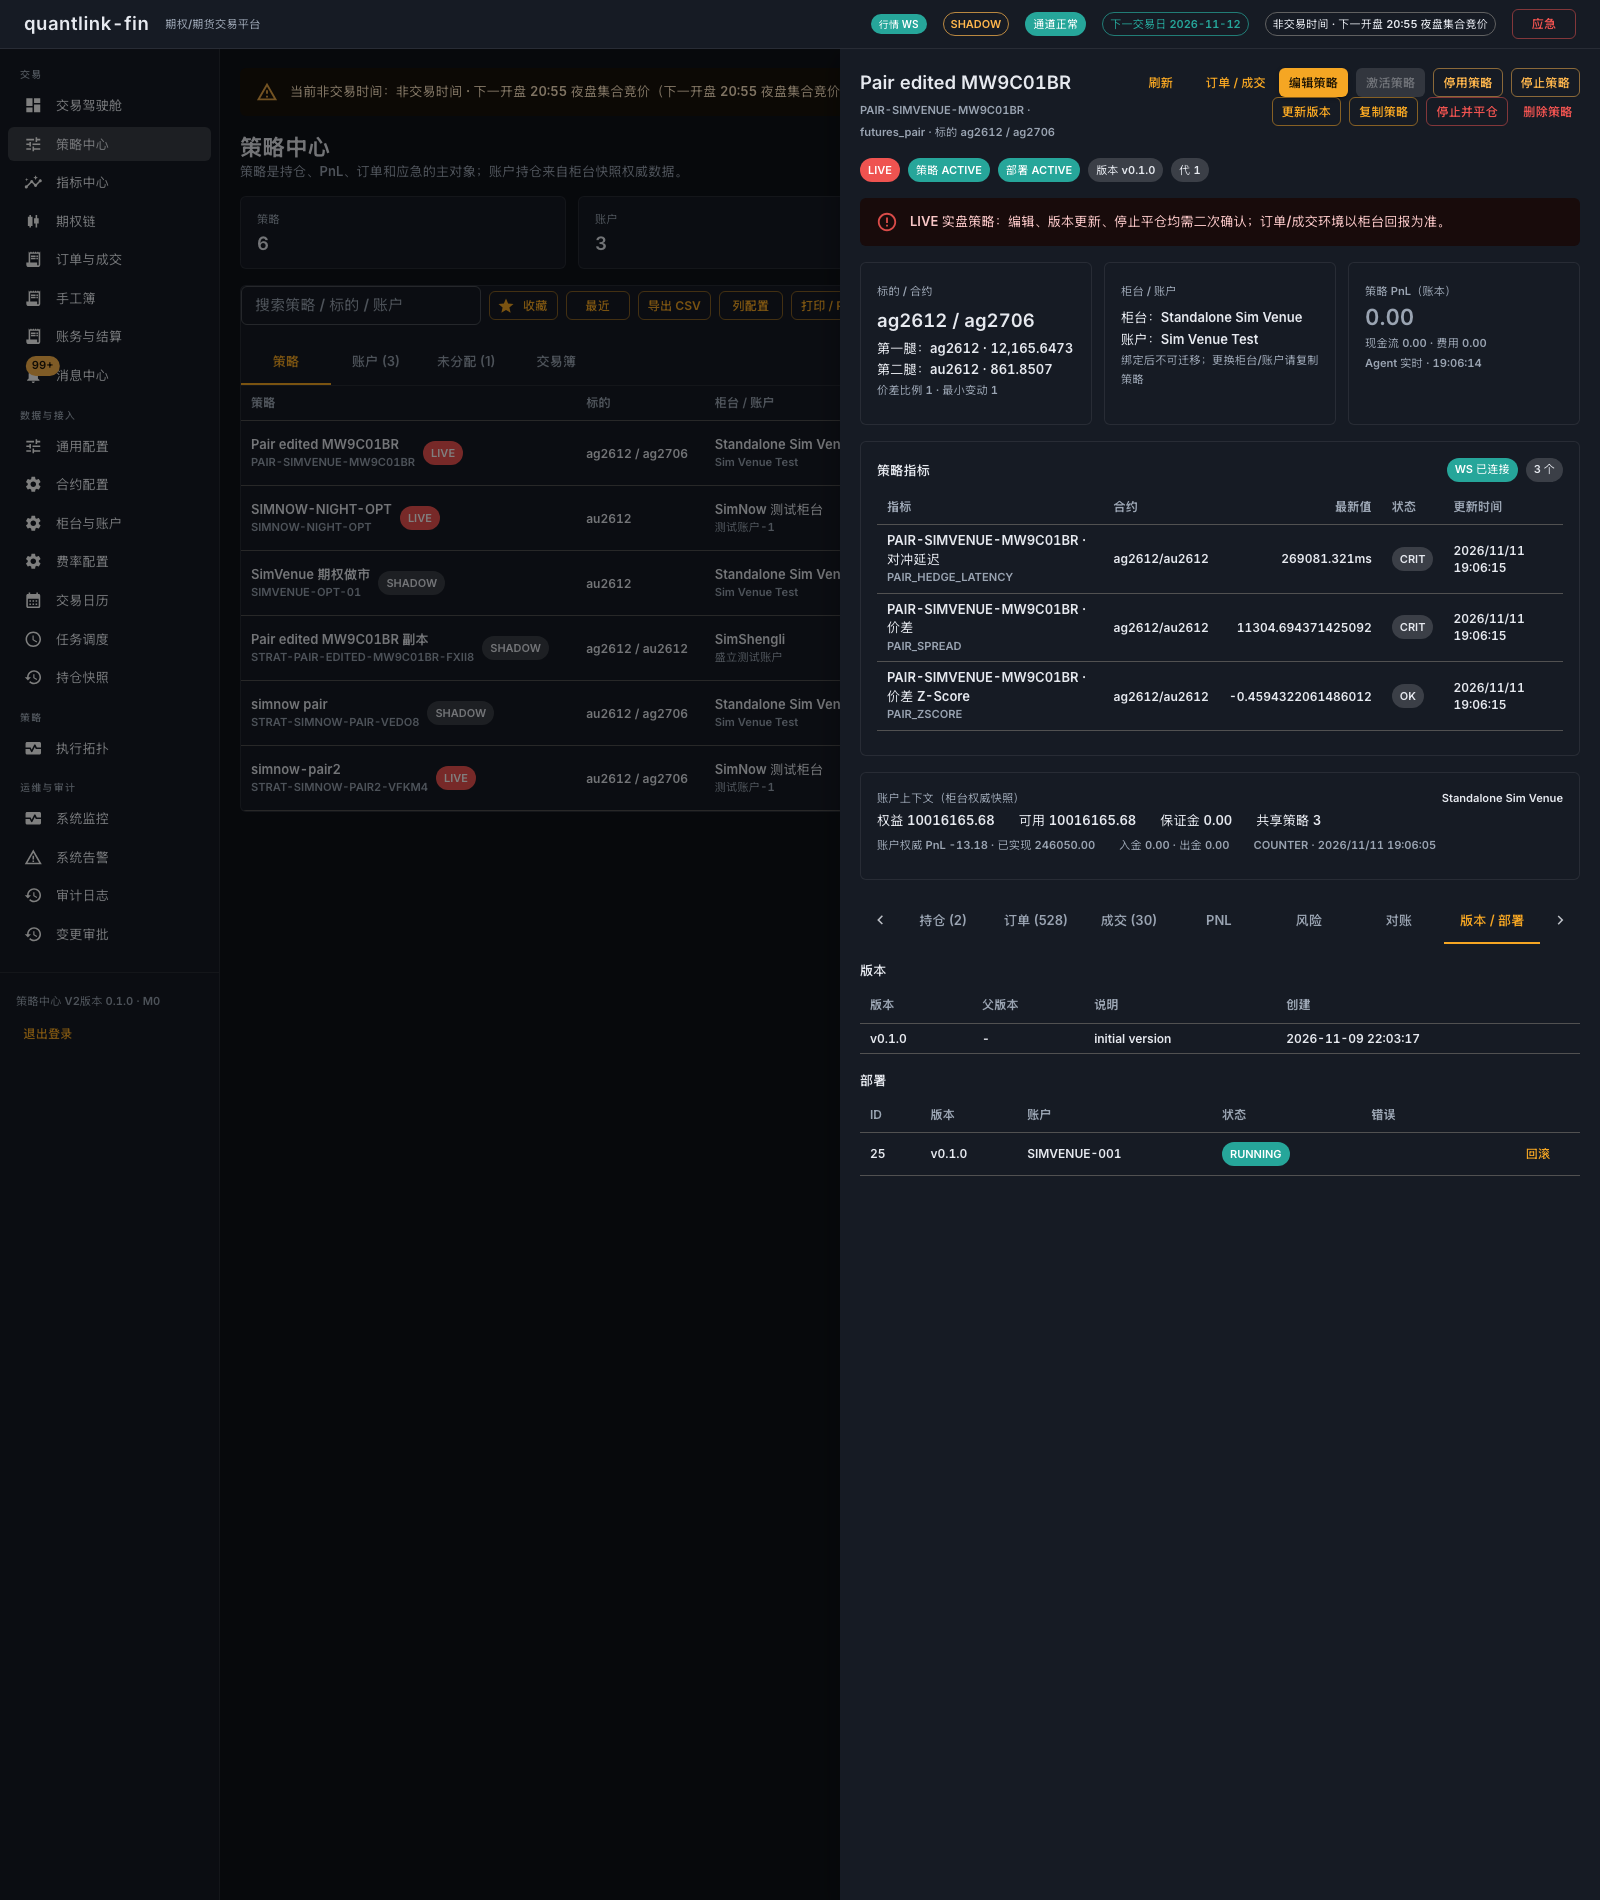 quantlink-fin 期权/期货交易平台
行情 WS SHADOW 通道正常 下一交易日 2026-11-12 非交易时间 · 下一开盘 20:55 夜盘集合竞价 应急
交易
交易驾驶舱
策略中心
指标中心
期权链
订单与成交
手工簿
账务与结算
99+
消息中心
数据与接入
通用配置
合约配置
柜台与账户
费率配置
交易日历
任务调度
持仓快照
策略
执行拓扑
运维与审计
系统监控
系统告警
审计日志
变更审批
策略中心 V2版本 0.1.0 · M0
退出登录
当前非交易时间：非交易时间 · 下一开盘 20:55 夜盘集合竞价（下一开盘 20:55 夜盘集合竞价
策略中心
策略是持仓、PnL、订单和应急的主对象；账户持仓来自柜台快照权威数据。
策略
6
账户
3
搜索策略 / 标的 / 账户 收藏 最近 导出 CSV 列配置 打印 /
策略 账户 (3) 未分配 (1) 交易簿
策略 标的 柜台 / 账户
Pair edited MW9C01BR
PAIR-SIMVENUE-MW9C01BR
LIVE
ag2612 / ag2706
Standalone Sim Ven
Sim Venue Test
SIMNOW-NIGHT-OPT
SIMNOW-NIGHT-OPT
LIVE
au2612
SimNow 测试柜台
测试账户-1
SimVenue 期权做市
SIMVENUE-OPT-01
SHADOW
au2612
Standalone Sim Ven
Sim Venue Test
Pair edited MW9C01BR 副本
STRAT-PAIR-EDITED-MW9C01BR-FXII8
SHADOW
ag2612 / au2612
SimShengli
盛立测试账户
simnow pair
STRAT-SIMNOW-PAIR-VEDO8
SHADOW
au2612 / ag2706
Standalone Sim Ven
Sim Venue Test
simnow-pair2
STRAT-SIMNOW-PAIR2-VFKM4
LIVE
au2612 / ag2706
SimNow 测试柜台
测试账户-1
Pair edited MW9C01BR
PAIR-SIMVENUE-MW9C01BR ·
futures_pair · 标的 ag2612 / ag2706
刷新 订单 / 成交 编辑策略 激活策略 停用策略 停止策略
更新版本 复制策略 停止并平仓 删除策略
LIVE 策略 ACTIVE 部署 ACTIVE 版本 v0.1.0 代 1
LIVE 实盘策略：编辑、版本更新、停止平仓均需二次确认；订单/成交环境以柜台回报为准。
标的 / 合约
ag2612 / ag2706
第一腿：ag2612 · 12,165.6473
第二腿：au2612 · 861.8507
价差比例 1 · 最小变动 1
柜台 / 账户
柜台：Standalone Sim Venue
账户：Sim Venue Test
绑定后不可迁移；更换柜台/账户请复制
策略
策略 PnL（账本）
0.00
现金流 0.00 · 费用 0.00
Agent 实时 · 19:06:14
策略指标 WS 已连接 3 个
指标 合约 最新值 状态 更新时间
PAIR-SIMVENUE-MW9C01BR ·
对冲延迟
PAIR_HEDGE_LATENCY
ag2612/au2612 269081.321ms CRIT
2026/11/11
19:06:15
PAIR-SIMVENUE-MW9C01BR ·
价差
PAIR_SPREAD
ag2612/au2612 11304.694371425092 CRIT
2026/11/11
19:06:15
PAIR-SIMVENUE-MW9C01BR ·
价差 Z-Score
PAIR_ZSCORE
ag2612/au2612 -0.4594322061486012 OK
2026/11/11
19:06:15
账户上下文（柜台权威快照） Standalone Sim Venue
权益 10016165.68 可用 10016165.68 保证金 0.00 共享策略 3
账户权威 PnL -13.18 · 已实现 246050.00 入金 0.00 · 出金 0.00 COUNTER · 2026/11/11 19:06:05
持仓 (2) 订单 (528) 成交 (30) PNL 风险 对账 版本 / 部署
版本
版本 父版本 说明 创建
v0.1.0 - initial version 2026-11-09 22:03:17
部署
ID 版本 账户 状态 错误
25 v0.1.0 SIMVENUE-001 RUNNING 回滚